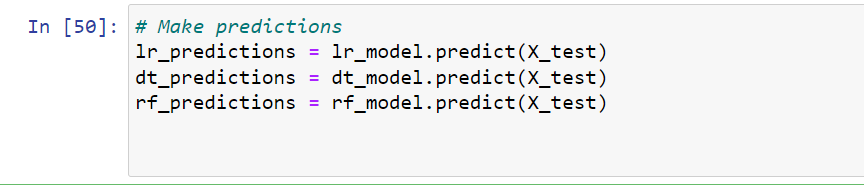 In [50]: # Make predictions
lr_predictions = lr_model.predict(X_test)
dt_predictions = dt_model.predict(X_test)
rf_predictions = rf_model.predict(X_test)